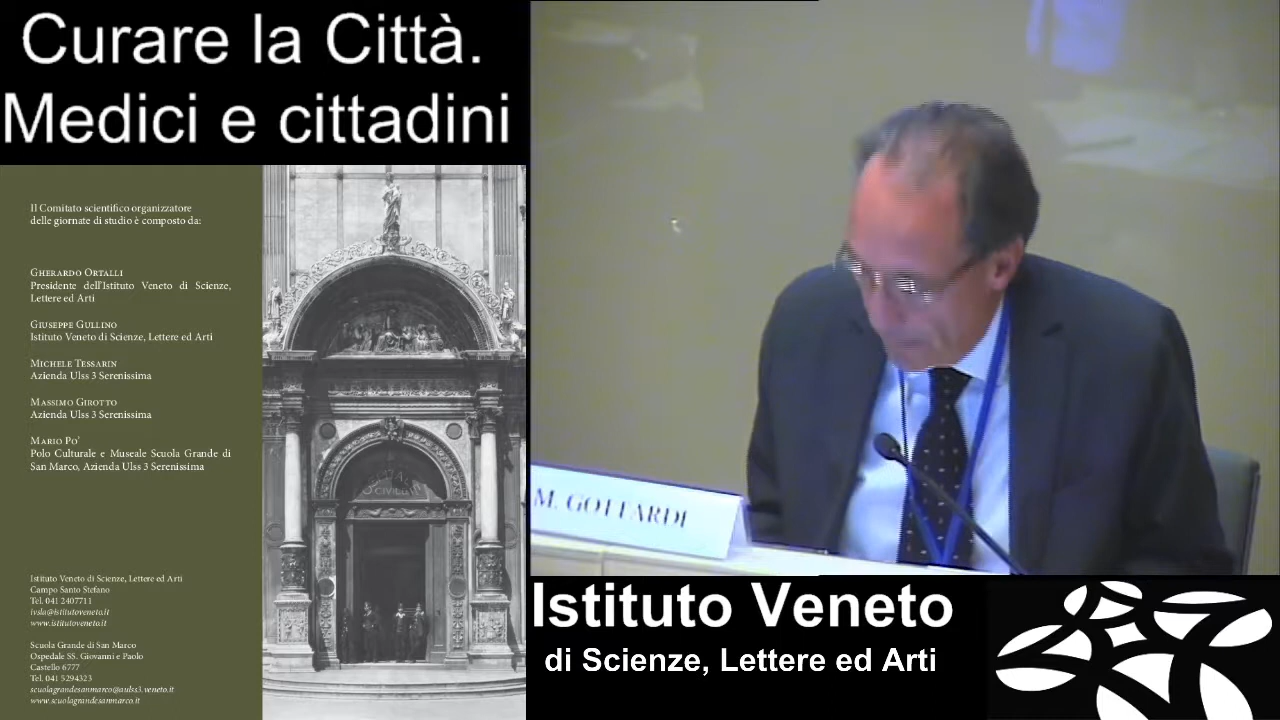 Curare la Città.
Medici e cittadini
Il Comitato scientifico organizzatore
delle giornate di studio è composto da:
Gherardo Ortalli
Presidente dell'Istituto Veneto di Scienze,
Lettere ed Arti
Giuseppe Gullino
Istituto Veneto di Scienze, Lettere ed Arti
Michele Tessarin
Azienda Ulss 3 Serenissima
Massimo Girotto
Azienda Ulss 3 Serenissima
Mario Po'
Polo Culturale e Museale Scuola Grande di
San Marco, Azienda Ulss 3 Serenissima
Istituto Veneto di Scienze, Lettere ed Arti
Campo Santo Stefano
Tel. 041 2407711
ivsla@istitutoveneto.it
www.istitutoveneto.it
Scuola Grande di San Marco
Ospedale SS. Giovanni e Paolo
Castello 6777
Tel. 041 5294323
scuolagrandesanmarco@aulss3.veneto.it
www.scuolagrandesanmarco.it
M. GOTTARDI
Istituto Veneto
di Scienze, Lettere ed Arti